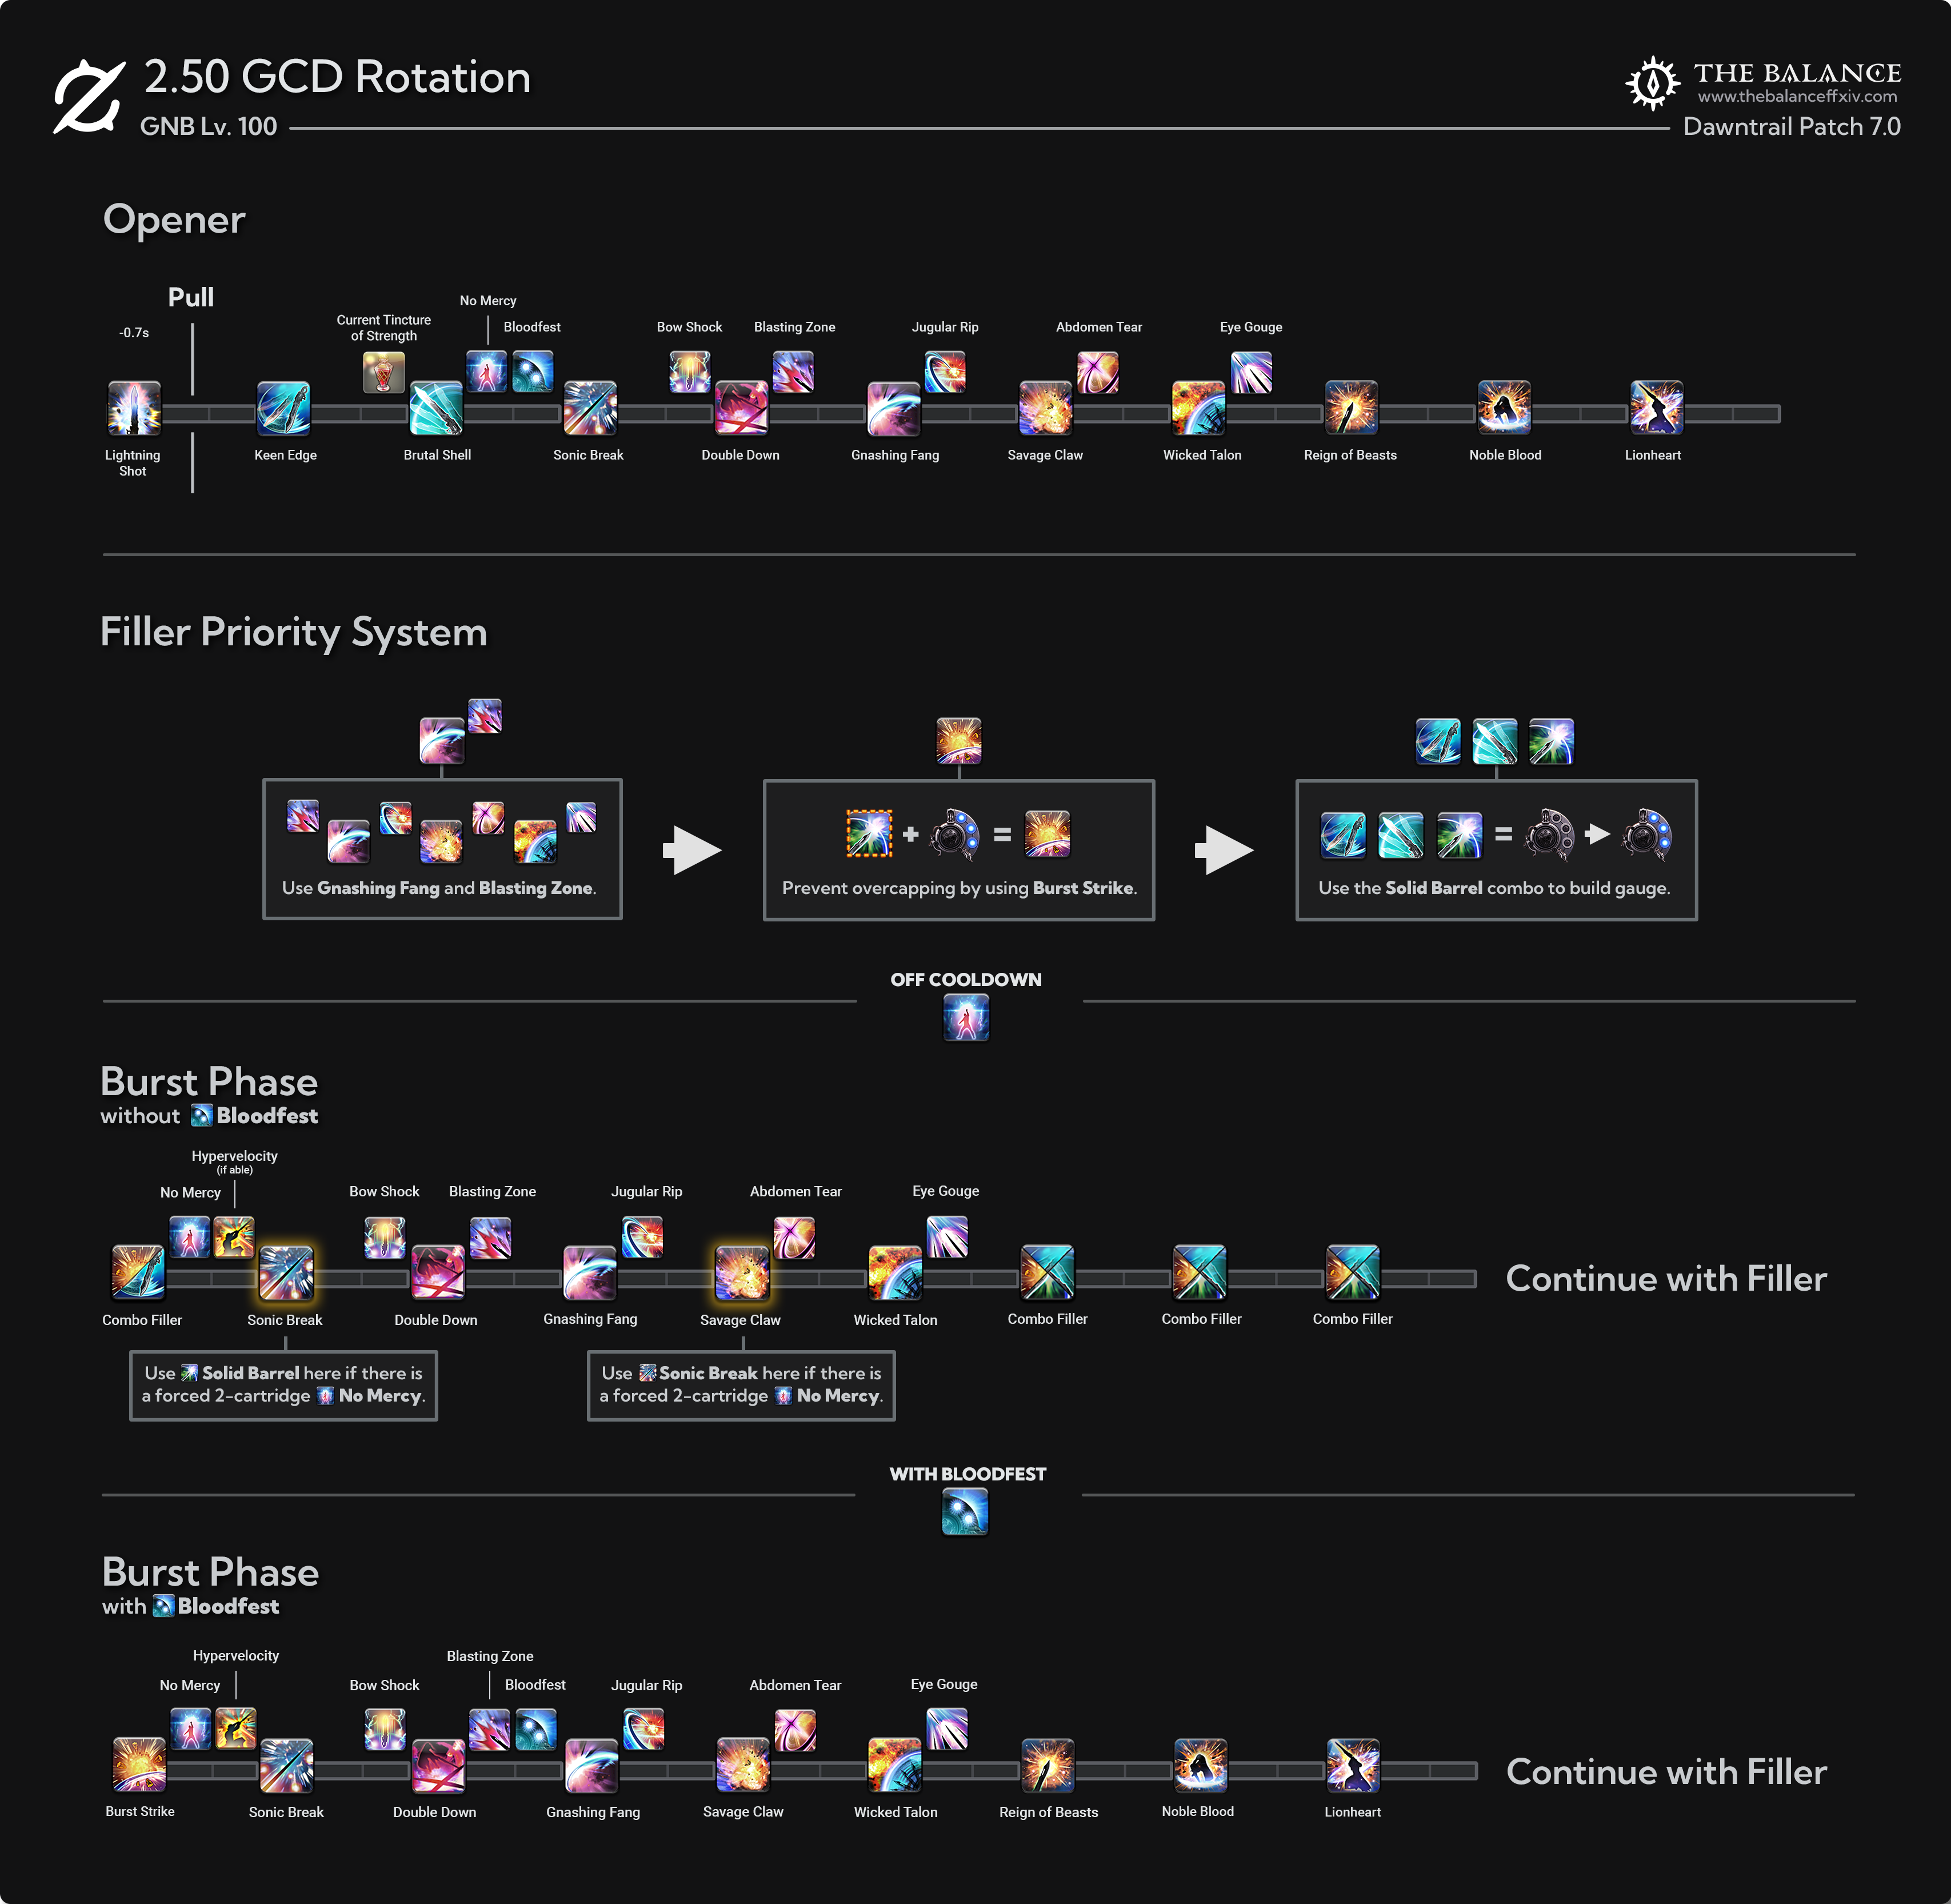 2.50 GCD Rotation
GNB Lv. 100
THE BALANCE
www.thebalanceffxiv.com
Dawntrail Patch 7.0
Opener
Pull
-0.7s
Current Tincture
of Strength
No Mercy
Bloodfest
Bow Shock
Blasting Zone
Jugular Rip
Abdomen Tear
Eye Gouge
Lightning
Shot
Keen Edge
Brutal Shell
Sonic Break
Double Down
Gnashing Fang
Savage Claw
Wicked Talon
Reign of Beasts
Noble Blood
Lionheart
Filler Priority System
Use Gnashing Fang and Blasting Zone.
Prevent overcapping by using Burst Strike.
Use the Solid Barrel combo to build gauge.
OFF COOLDOWN
Burst Phase
without Bloodfest
Hypervelocity
(if able)
No Mercy
Bow Shock
Blasting Zone
Jugular Rip
Abdomen Tear
Eye Gouge
Combo Filler
Sonic Break
Double Down
Gnashing Fang
Savage Claw
Wicked Talon
Combo Filler
Combo Filler
Combo Filler
Continue with Filler
Use Solid Barrel here if there is
a forced 2-cartridge No Mercy.
Use Sonic Break here if there is
a forced 2-cartridge No Mercy.
WITH BLOODFEST
Burst Phase
with Bloodfest
Hypervelocity
No Mercy
Bow Shock
Blasting Zone
Bloodfest
Jugular Rip
Abdomen Tear
Eye Gouge
Burst Strike
Sonic Break
Double Down
Gnashing Fang
Savage Claw
Wicked Talon
Reign of Beasts
Noble Blood
Lionheart
Continue with Filler